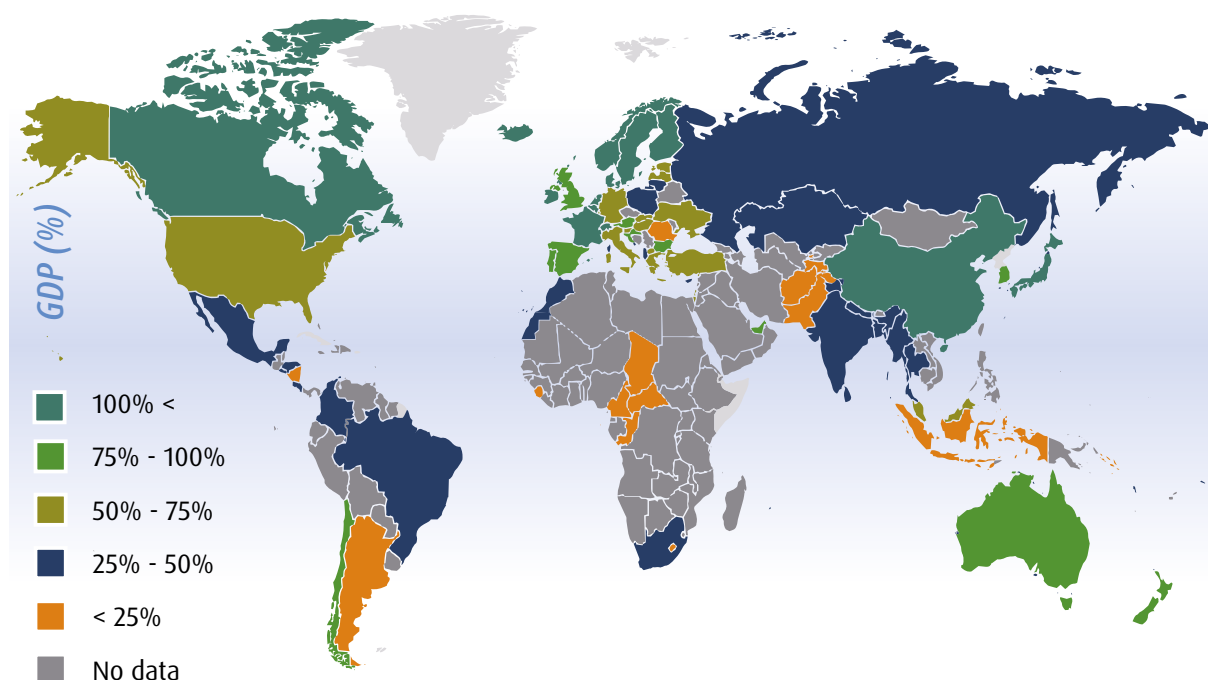 GDP (%)
100% <
75% - 100%
50% - 75%
25% - 50%
< 25%
No data